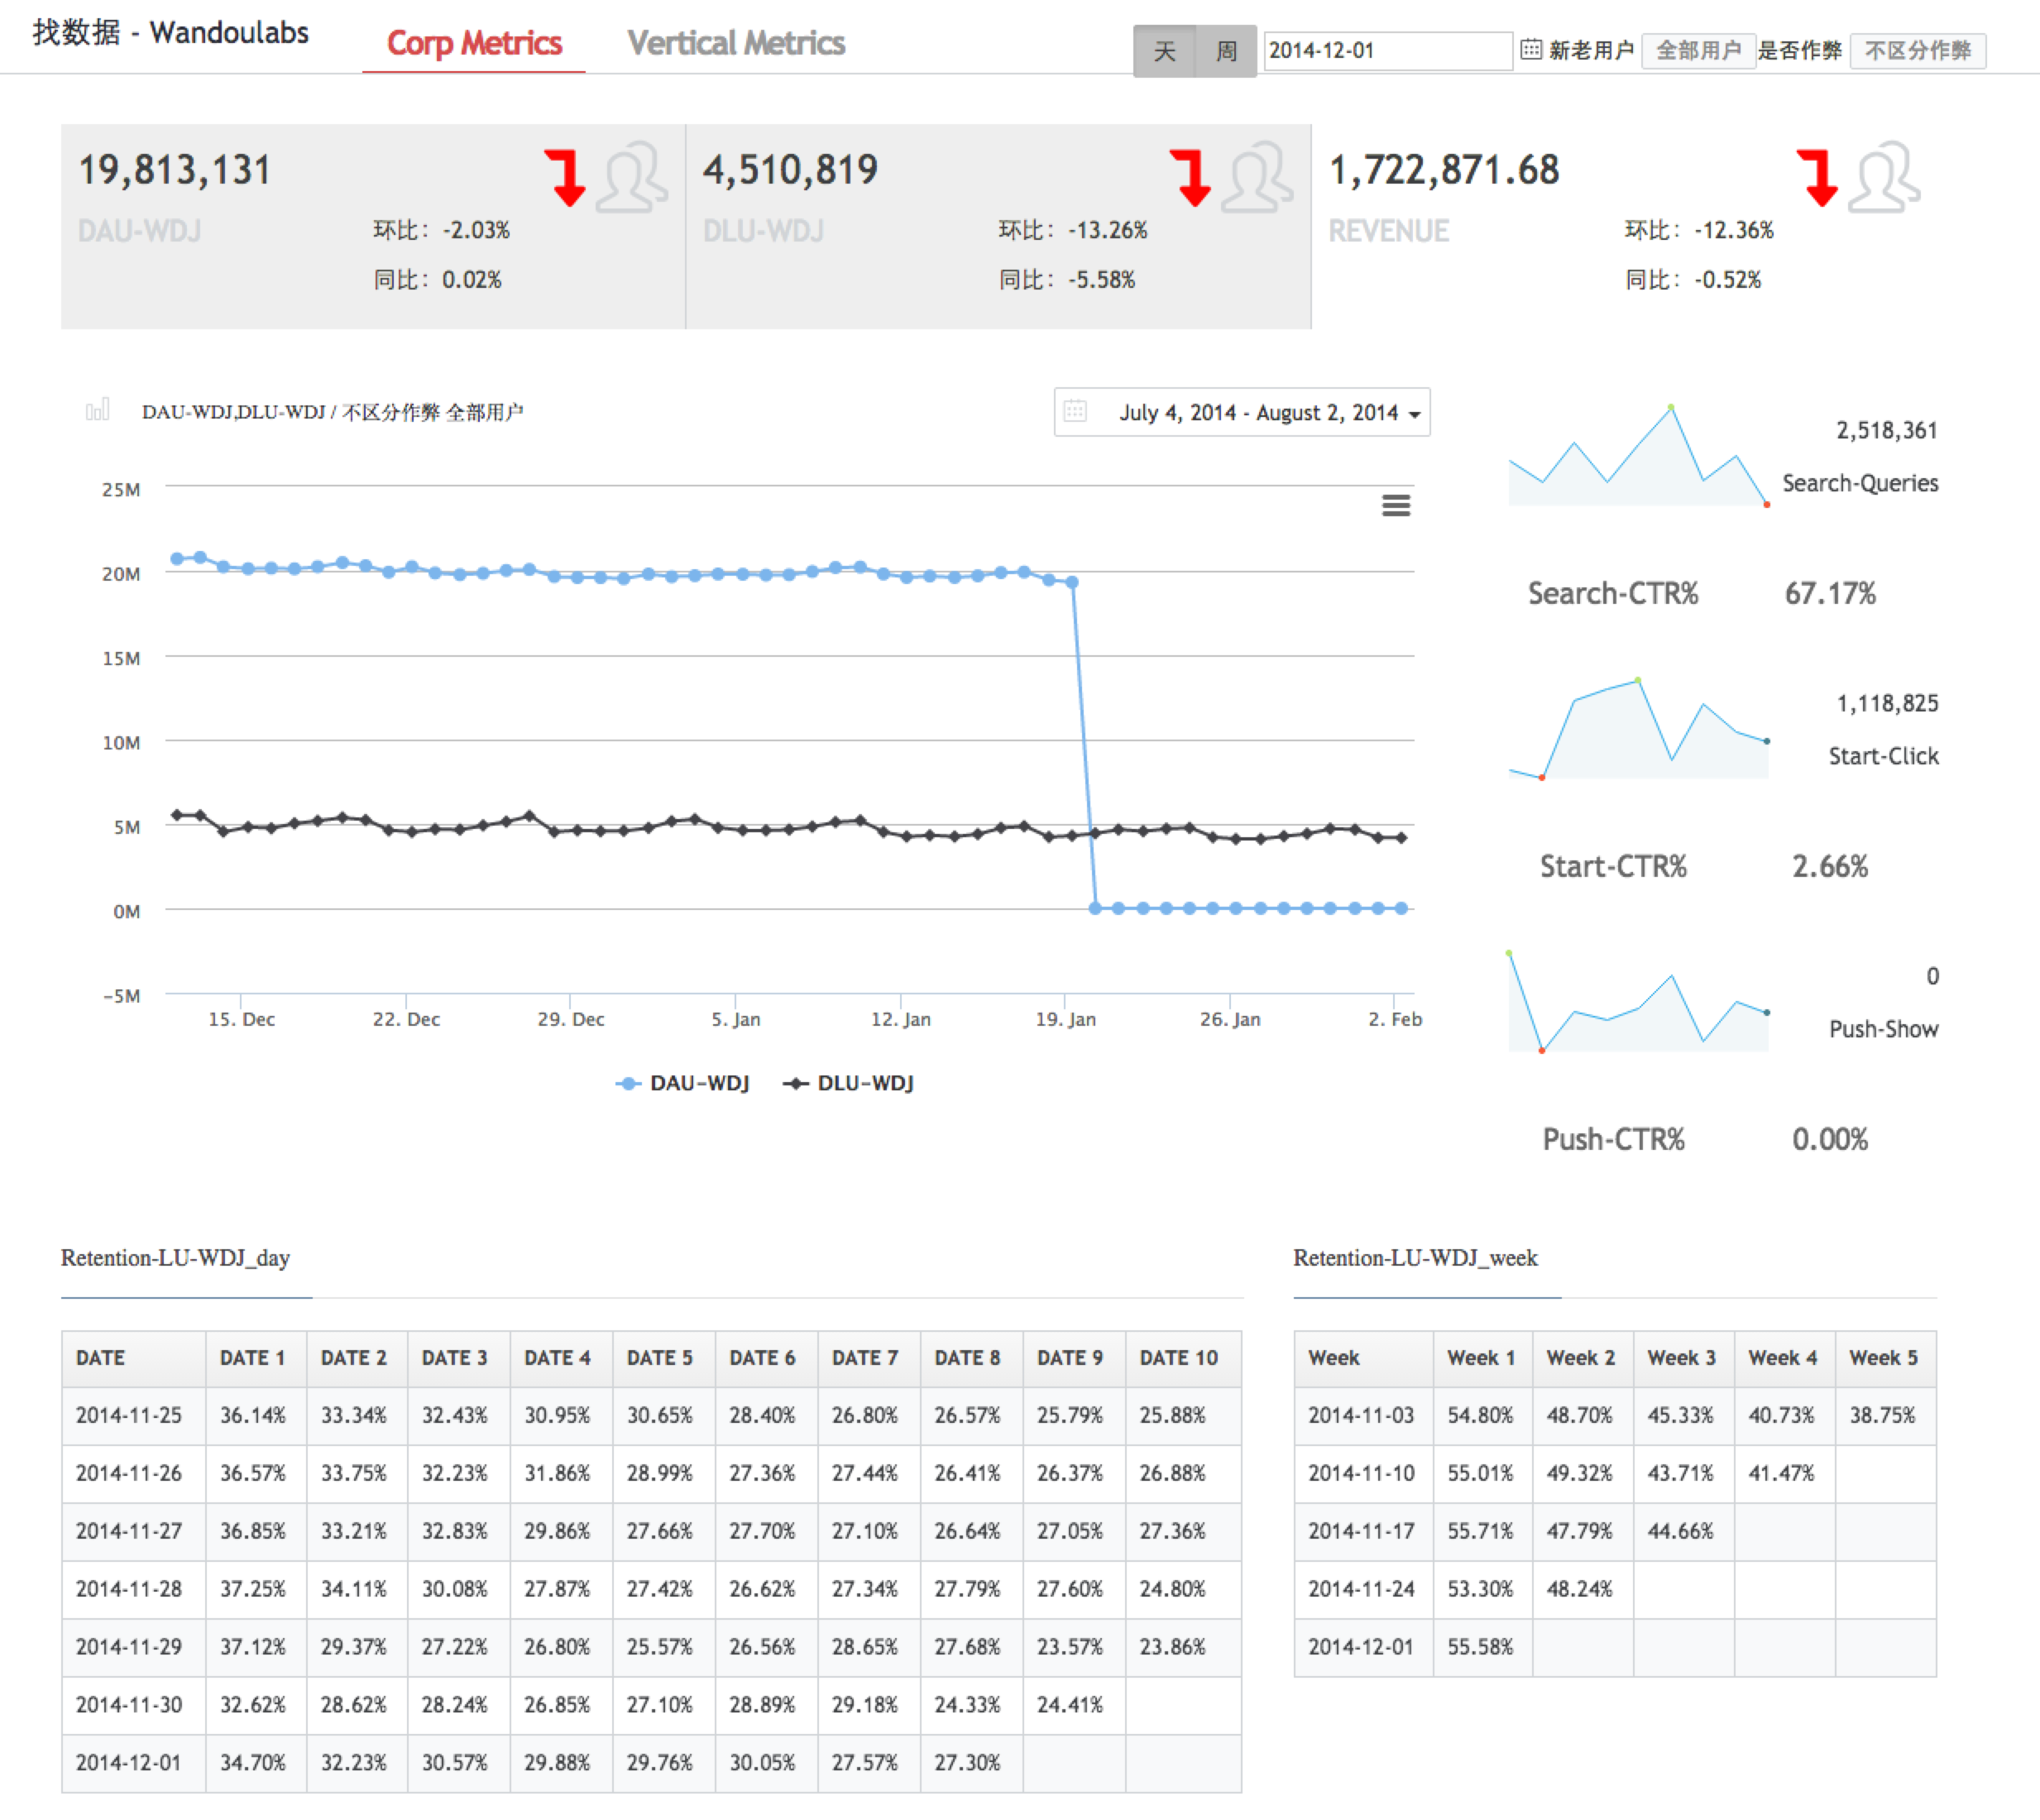 找数据 - Wandoulabs
Corp Metrics
Vertical Metrics
天 周 2014-12-01 新老用户 全部用户 是否作弊 不区分作弊
19,813,131
DAU-WDJ
环比：-2.03%
同比：0.02%
4,510,819
DLU-WDJ
环比：-13.26%
同比：-5.58%
1,722,871.68
REVENUE
环比：-12.36%
同比：-0.52%
DAU-WDJ,DLU-WDJ / 不区分作弊 全部用户
July 4, 2014 - August 2, 2014
25M
20M
15M
10M
5M
0M
-5M
15. Dec 22. Dec 29. Dec 5. Jan 12. Jan 19. Jan 26. Jan 2. Feb
DAU-WDJ DLU-WDJ
2,518,361
Search-Queries
Search-CTR% 67.17%
1,118,825
Start-Click
Start-CTR% 2.66%
0
Push-Show
Push-CTR% 0.00%
Retention-LU-WDJ_day
DATE DATE 1 DATE 2 DATE 3 DATE 4 DATE 5 DATE 6 DATE 7 DATE 8 DATE 9 DATE 10
2014-11-25 36.14% 33.34% 32.43% 30.95% 30.65% 28.40% 26.80% 26.57% 25.79% 25.88%
2014-11-26 36.57% 33.75% 32.23% 31.86% 28.99% 27.36% 27.44% 26.41% 26.37% 26.88%
2014-11-27 36.85% 33.21% 32.83% 29.86% 27.66% 27.70% 27.10% 26.64% 27.05% 27.36%
2014-11-28 37.25% 34.11% 30.08% 27.87% 27.42% 26.62% 27.34% 27.79% 27.60% 24.80%
2014-11-29 37.12% 29.37% 27.22% 26.80% 25.57% 26.56% 28.65% 27.68% 23.57% 23.86%
2014-11-30 32.62% 28.62% 28.24% 26.85% 27.10% 28.89% 29.18% 24.33% 24.41%
2014-12-01 34.70% 32.23% 30.57% 29.88% 29.76% 30.05% 27.57% 27.30%
Retention-LU-WDJ_week
Week Week 1 Week 2 Week 3 Week 4 Week 5
2014-11-03 54.80% 48.70% 45.33% 40.73% 38.75%
2014-11-10 55.01% 49.32% 43.71% 41.47%
2014-11-17 55.71% 47.79% 44.66%
2014-11-24 53.30% 48.24%
2014-12-01 55.58%